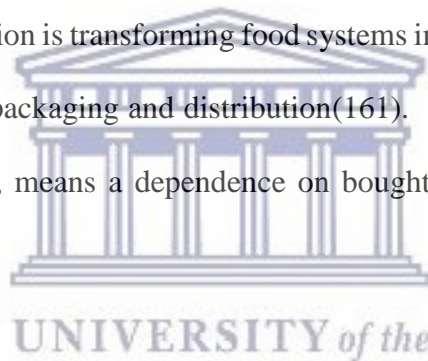 ion is transforming food systems in
packaging and distribution(161).
, means a dependence on bought
UNIVERSITY of the